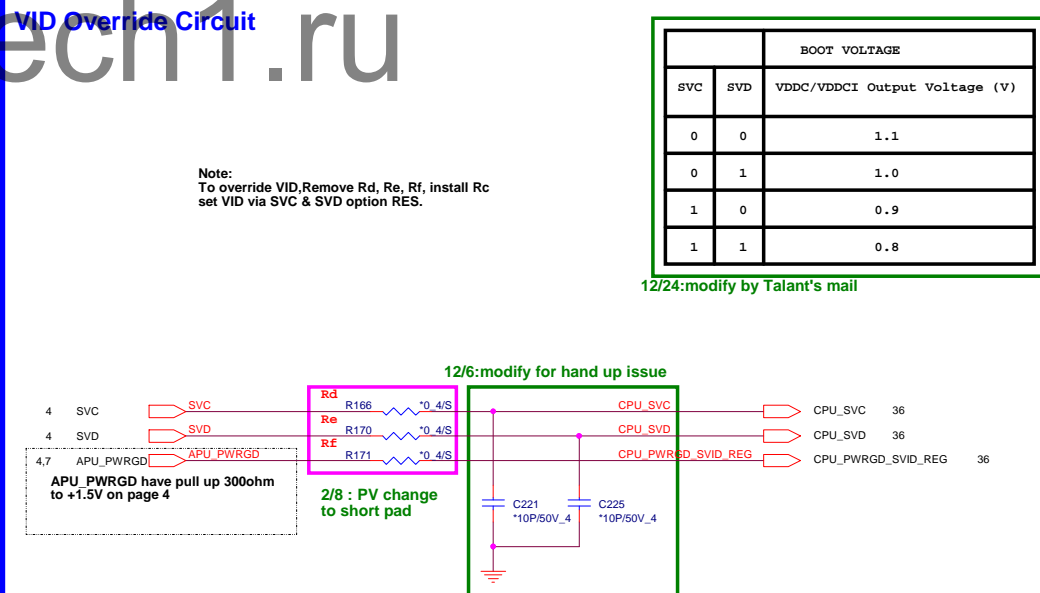 VID Override Circuit
ech1.ru
BOOT VOLTAGE
SVC SVD VDDC/VDDCI Output Voltage (V)
0 0 1.1
0 1 1.0
1 0 0.9
1 1 0.8
12/24:modify by Talant's mail
Note:
To override VID,Remove Rd, Re, Rf, install Rc
set VID via SVC & SVD option RES.
12/6:modify for hand up issue
Rd
4 SVC SVC R166 *0_4/S CPU_SVC CPU_SVC 36
Re
4 SVD SVD R170 *0_4/S CPU_SVD CPU_SVD 36
Rf
4,7 APU_PWRGD APU_PWRGD R171 *0_4/S CPU_PWRGD_SVID_REG CPU_PWRGD_SVID_REG 36
APU_PWRGD have pull up 300ohm
to +1.5V on page 4
2/8 : PV change
to short pad
C221
*10P/50V_4
C225
*10P/50V_4